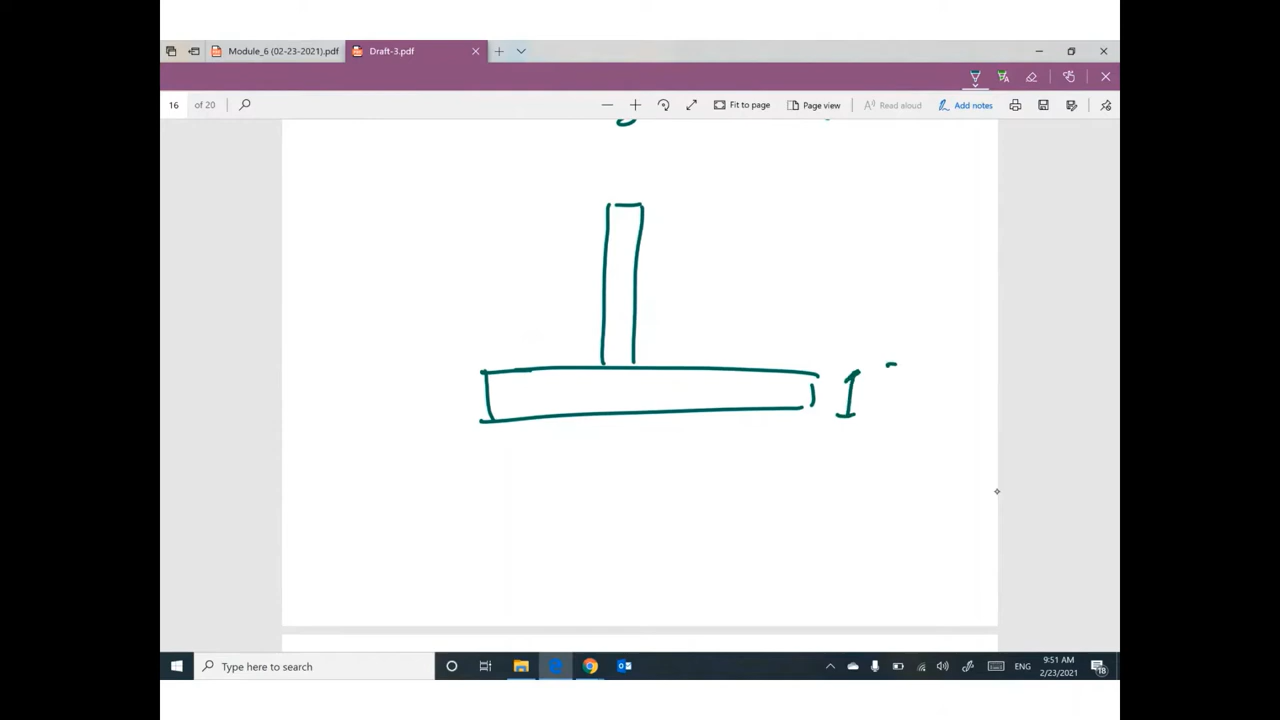 Module_6 (02-23-2021).pdf
Draft-3.pdf
16 of 20
Fit to page
Page view
Read aloud
Add notes
Type here to search
ENG
9:51 AM
2/23/2021
18